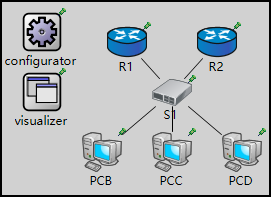 configurator
R1
R2
visualizer
S1
PCB
PCC
PCD